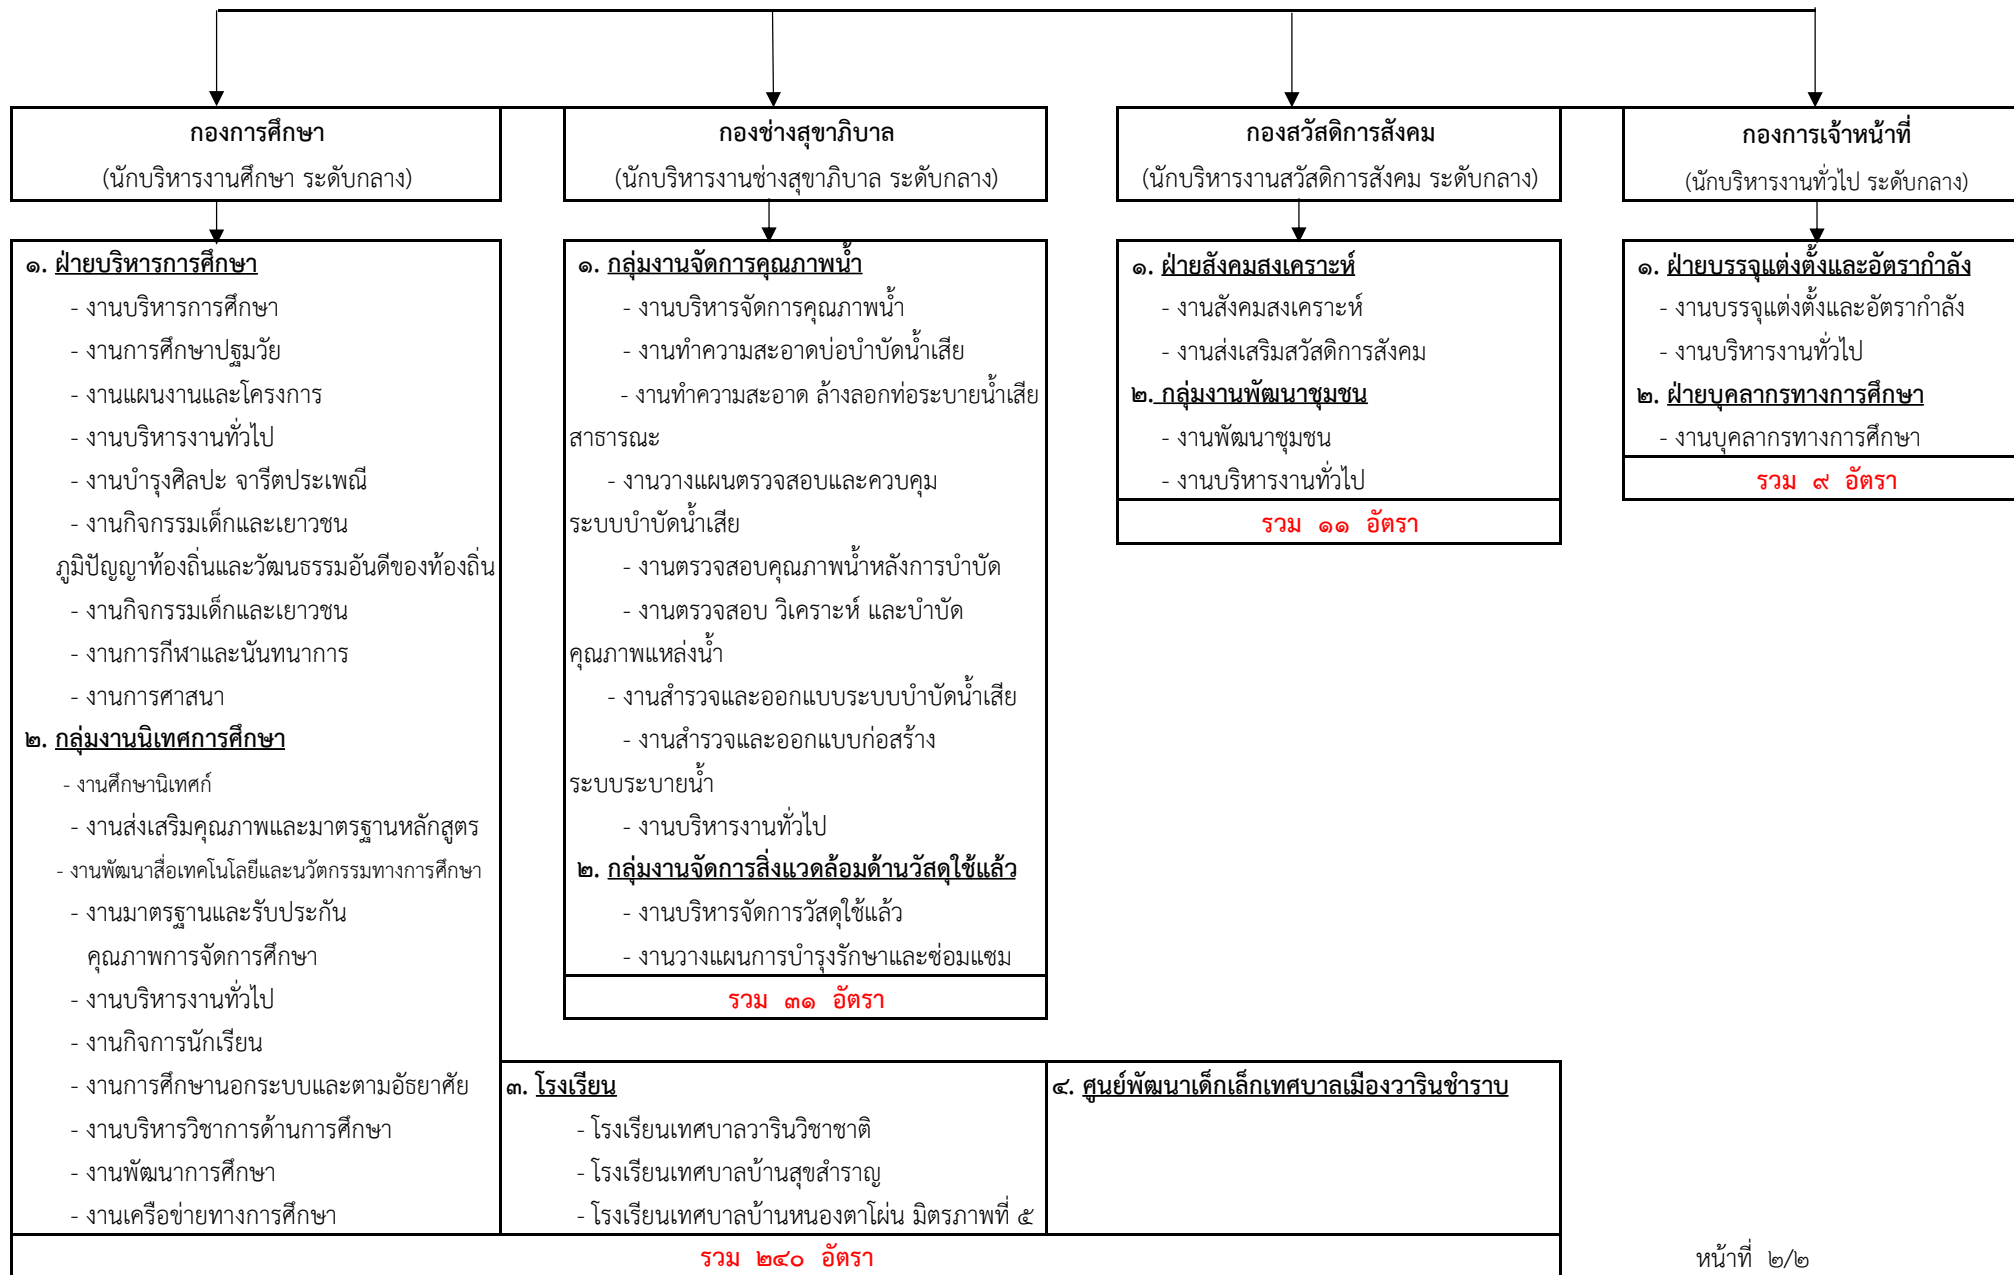 กองการศึกษา
(นักบริหารงานศึกษา ระดับกลาง)
กองช่างสุขาภิบาล
(นักบริหารงานช่างสุขาภิบาล ระดับกลาง)
กองสวัสดิการสังคม
(นักบริหารงานสวัสดิการสังคม ระดับกลาง)
กองการเจ้าหน้าที่
(นักบริหารงานทั่วไป ระดับกลาง)
๑. ฝ่ายบริหารการศึกษา
- งานบริหารการศึกษา
- งานการศึกษาปฐมวัย
- งานแผนงานและโครงการ
- งานบริหารงานทั่วไป
- งานบำรุงศิลปะ จารีตประเพณี
- งานกิจกรรมเด็กและเยาวชน
ภูมิปัญญาท้องถิ่นและวัฒนธรรมอันดีของท้องถิ่น
- งานกิจกรรมเด็กและเยาวชน
- งานการกีฬาและนันทนาการ
- งานการศาสนา
๒. กลุ่มงานนิเทศการศึกษา
- งานศึกษานิเทศก์
- งานส่งเสริมคุณภาพและมาตรฐานหลักสูตร
- งานพัฒนาสื่อเทคโนโลยีและนวัตกรรมทางการศึกษา
- งานมาตรฐานและรับประกัน
คุณภาพการจัดการศึกษา
- งานบริหารงานทั่วไป
- งานกิจการนักเรียน
- งานการศึกษานอกระบบและตามอัธยาศัย
- งานบริหารวิชาการด้านการศึกษา
- งานพัฒนาการศึกษา
- งานเครือข่ายทางการศึกษา
๑. กลุ่มงานจัดการคุณภาพน้ำ
- งานบริหารจัดการคุณภาพน้ำ
- งานทำความสะอาดบ่อบำบัดน้ำเสีย
- งานทำความสะอาด ล้างลอกท่อระบายน้ำเสีย
สาธารณะ
- งานวางแผนตรวจสอบและควบคุม
ระบบบำบัดน้ำเสีย
- งานตรวจสอบคุณภาพน้ำหลังการบำบัด
- งานตรวจสอบ วิเคราะห์ และบำบัด
คุณภาพแหล่งน้ำ
- งานสำรวจและออกแบบระบบบำบัดน้ำเสีย
- งานสำรวจและออกแบบก่อสร้าง
ระบบระบายน้ำ
- งานบริหารงานทั่วไป
๒. กลุ่มงานจัดการสิ่งแวดล้อมด้านวัสดุใช้แล้ว
- งานบริหารจัดการวัสดุใช้แล้ว
- งานวางแผนการบำรุงรักษาและซ่อมแซม
รวม ๓๑ อัตรา
๑. ฝ่ายสังคมสงเคราะห์
- งานสังคมสงเคราะห์
- งานส่งเสริมสวัสดิการสังคม
๒. กลุ่มงานพัฒนาชุมชน
- งานพัฒนาชุมชน
- งานบริหารงานทั่วไป
รวม ๑๑ อัตรา
๑. ฝ่ายบรรจุแต่งตั้งและอัตรากำลัง
- งานบรรจุแต่งตั้งและอัตรากำลัง
- งานบริหารงานทั่วไป
๒. ฝ่ายบุคลากรทางการศึกษา
- งานบุคลากรทางการศึกษา
รวม ๙ อัตรา
๓. โรงเรียน
- โรงเรียนเทศบาลวารินวิชาชาติ
- โรงเรียนเทศบาลบ้านสุขสำราญ
- โรงเรียนเทศบาลบ้านหนองตาโผ่น มิตรภาพที่ ๕
๔. ศูนย์พัฒนาเด็กเล็กเทศบาลเมืองวารินชำราบ
รวม ๒๔๐ อัตรา
หน้าที่ ๒/๒